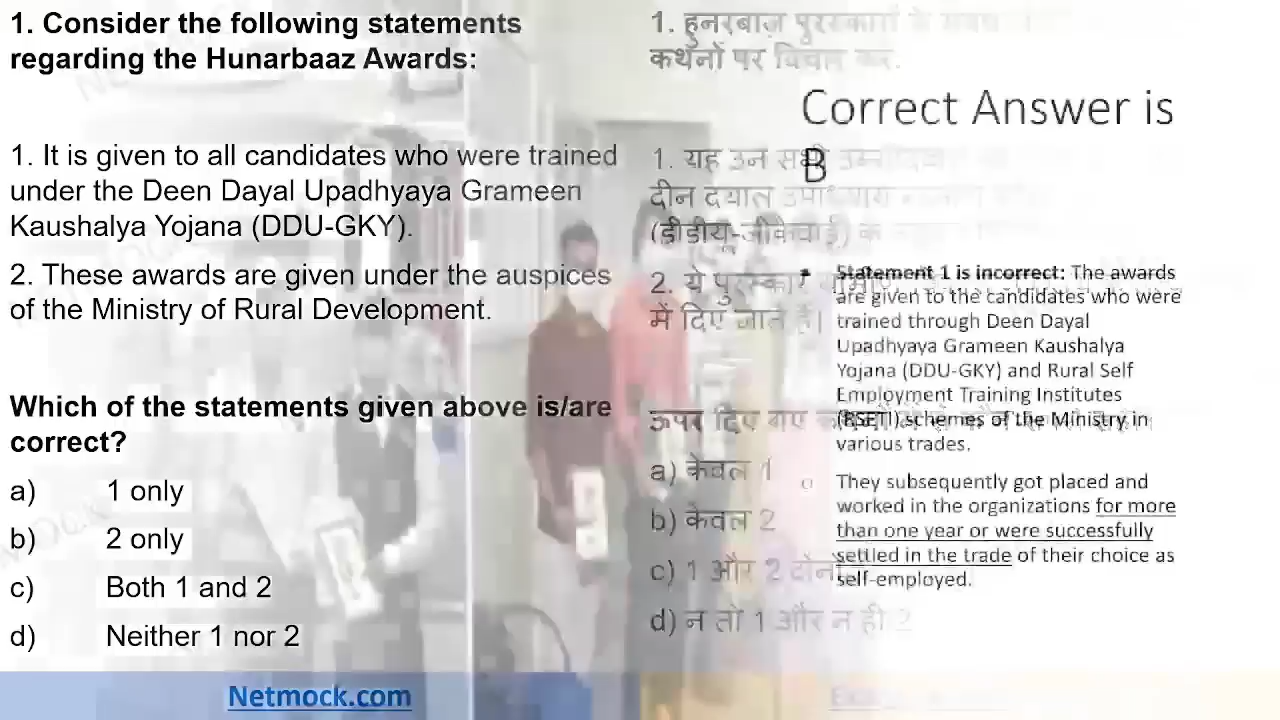 1. Consider the following statements
regarding the Hunarbaaz Awards:
1. It is given to all candidates who were trained
under the Deen Dayal Upadhyaya Grameen
Kaushalya Yojana (DDU-GKY).
2. These awards are given under the auspices
of the Ministry of Rural Development.
Which of the statements given above is/are
correct?
a) 1 only
b) 2 only
c) Both 1 and 2
d) Neither 1 nor 2
Netmock.com
1. हुनरबाज़ पुरस्कारों के
कथनों पर विचार करें:
1. यह उन सभी उम्मीदवारों
दीन दयाल उपाध्याय
(डीडीयू-जीकेवाई) के
2. ये पुरस्कार ग्रामीण
में दिए जाते हैं।
ऊपर दिए गए
a) केवल 1
b) केवल 2
c) 1 और 2 दोनों
d) न तो 1 और न ही 2
Correct Answer is
B
Statement 1 is incorrect: The awards
are given to the candidates who were
trained through Deen Dayal
Upadhyaya Grameen Kaushalya
Yojana (DDU-GKY) and Rural Self
Employment Training Institutes
(RSETI) schemes of the Ministry in
various trades.
They subsequently got placed and
worked in the organizations for more
than one year or were successfully
settled in the trade of their choice as
self-employed.